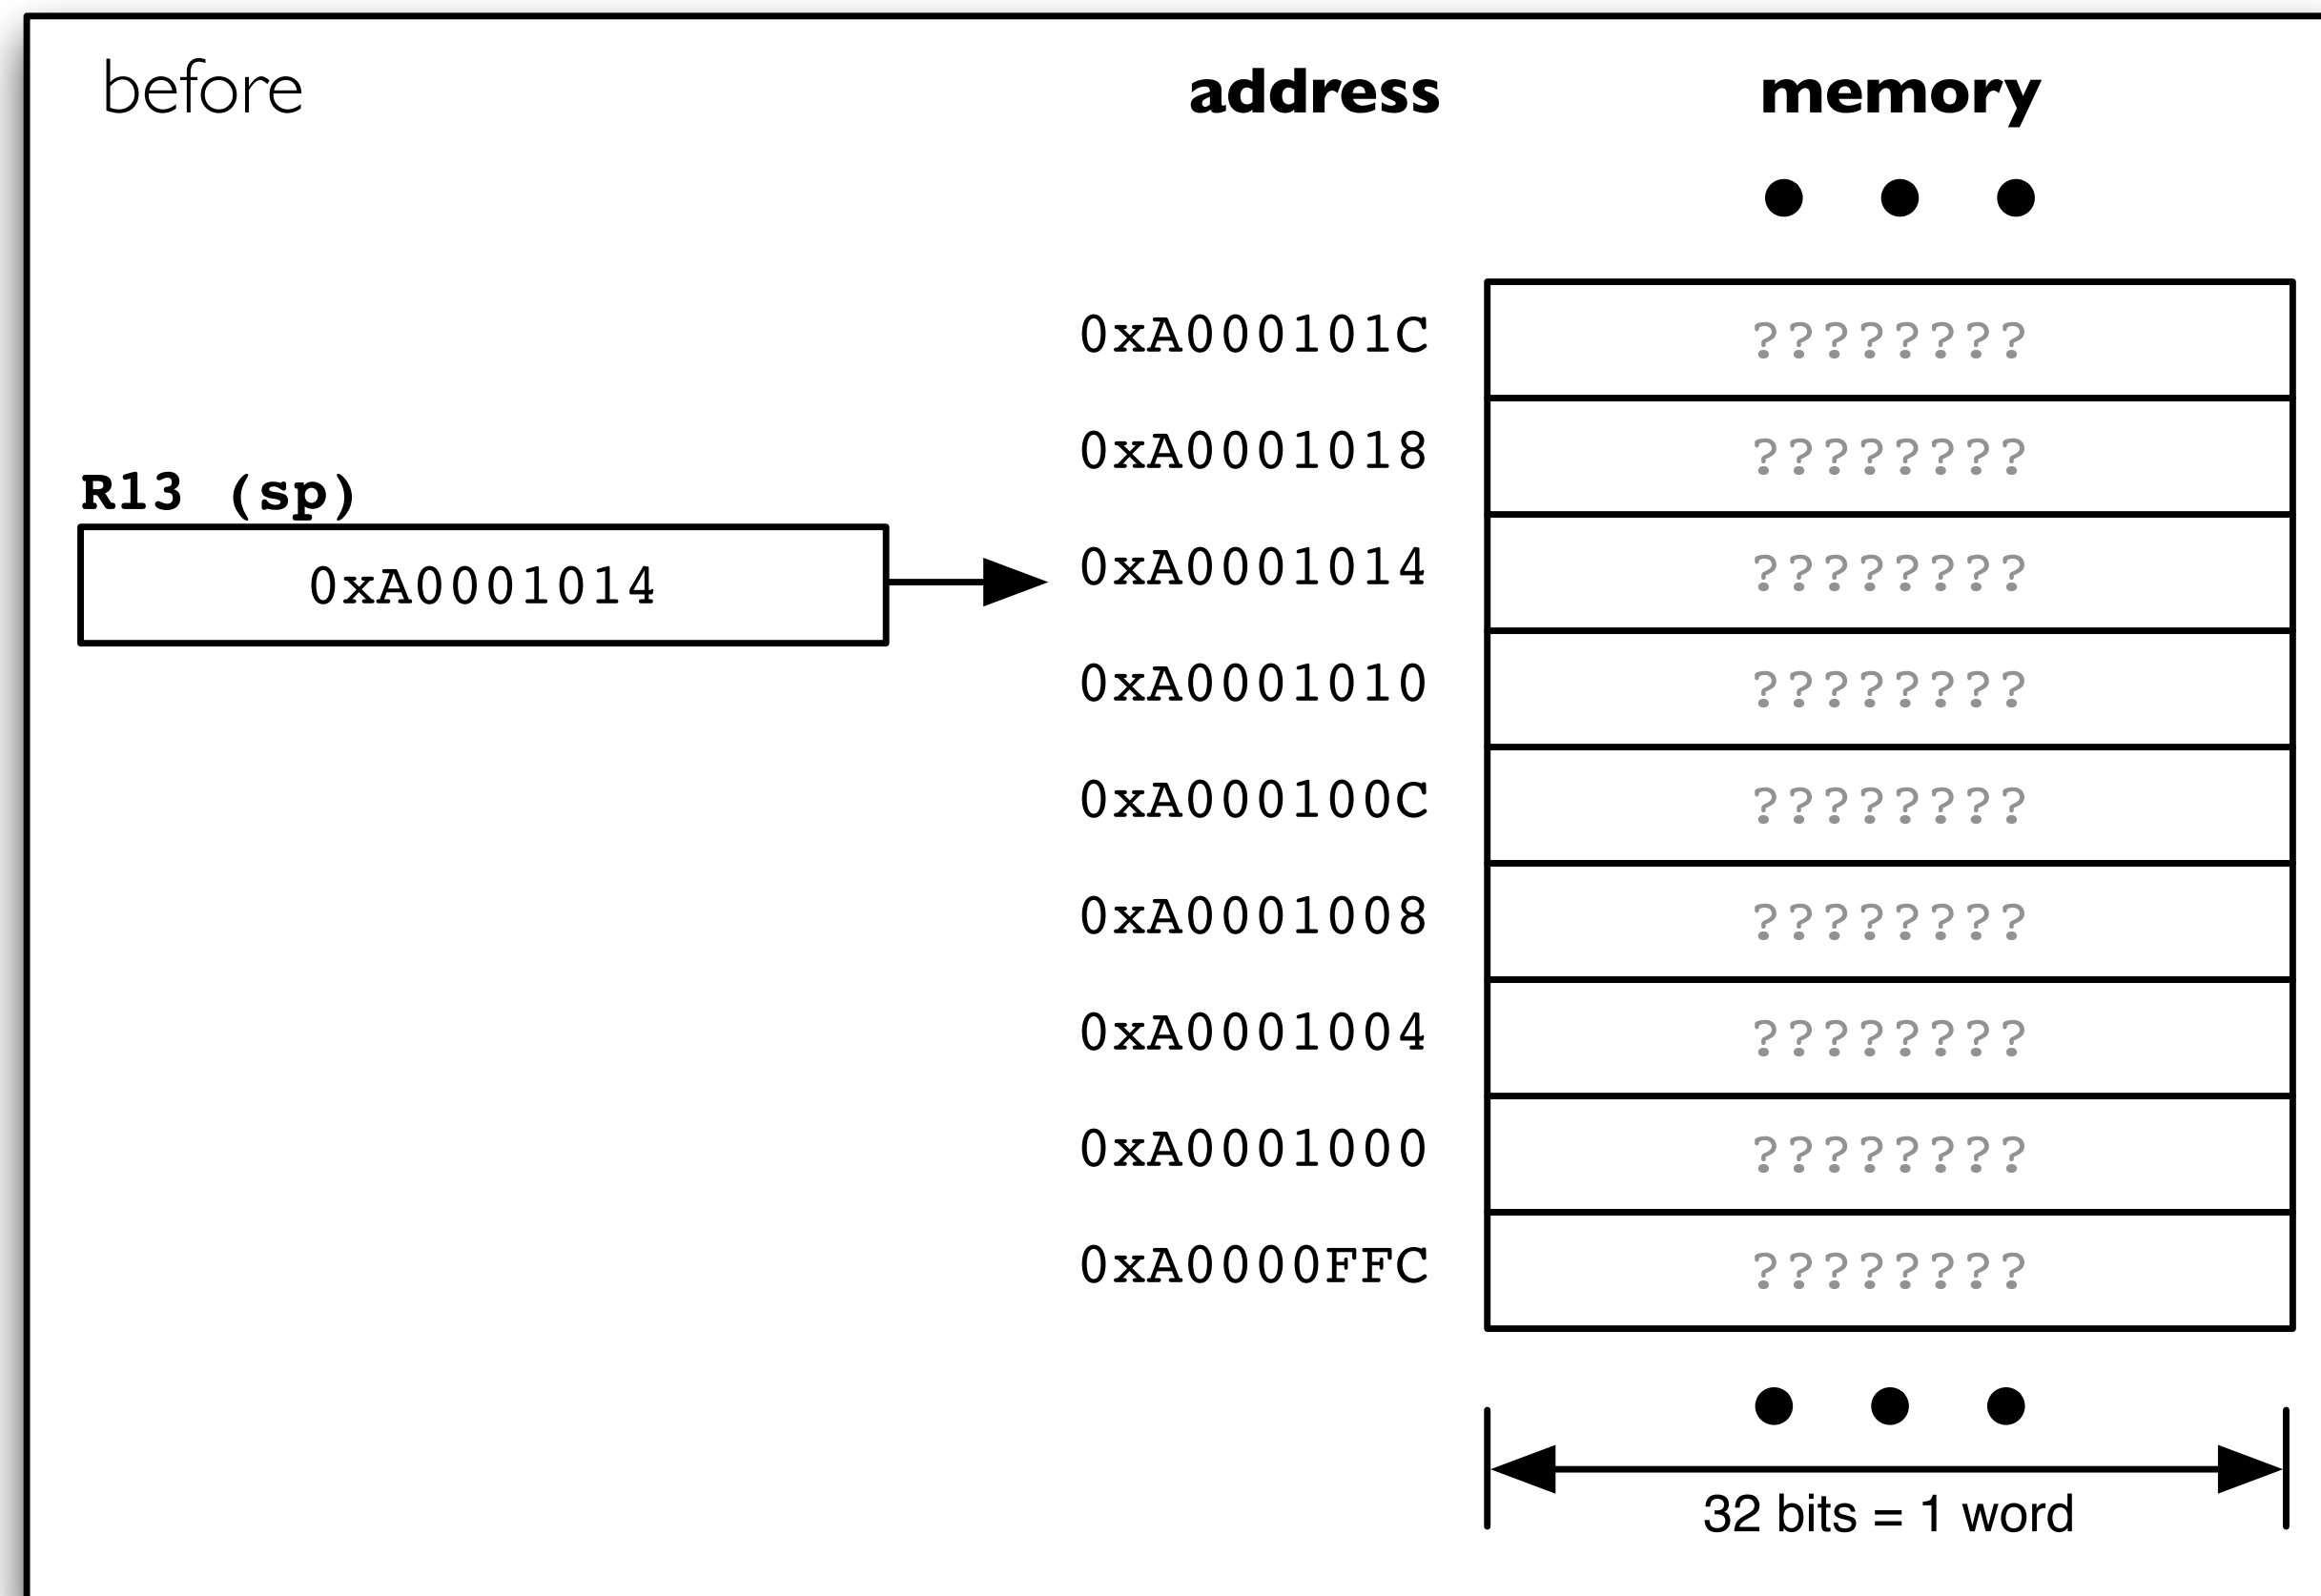 before address memory
0xA000101C ????????
0xA0001018 ????????
R13 (sp)
0xA0001014
0xA0001014 ????????
0xA0001010 ????????
0xA000100C ????????
0xA0001008 ????????
0xA0001004 ????????
0xA0001000 ????????
0xA0000FFC ????????
32 bits = 1 word